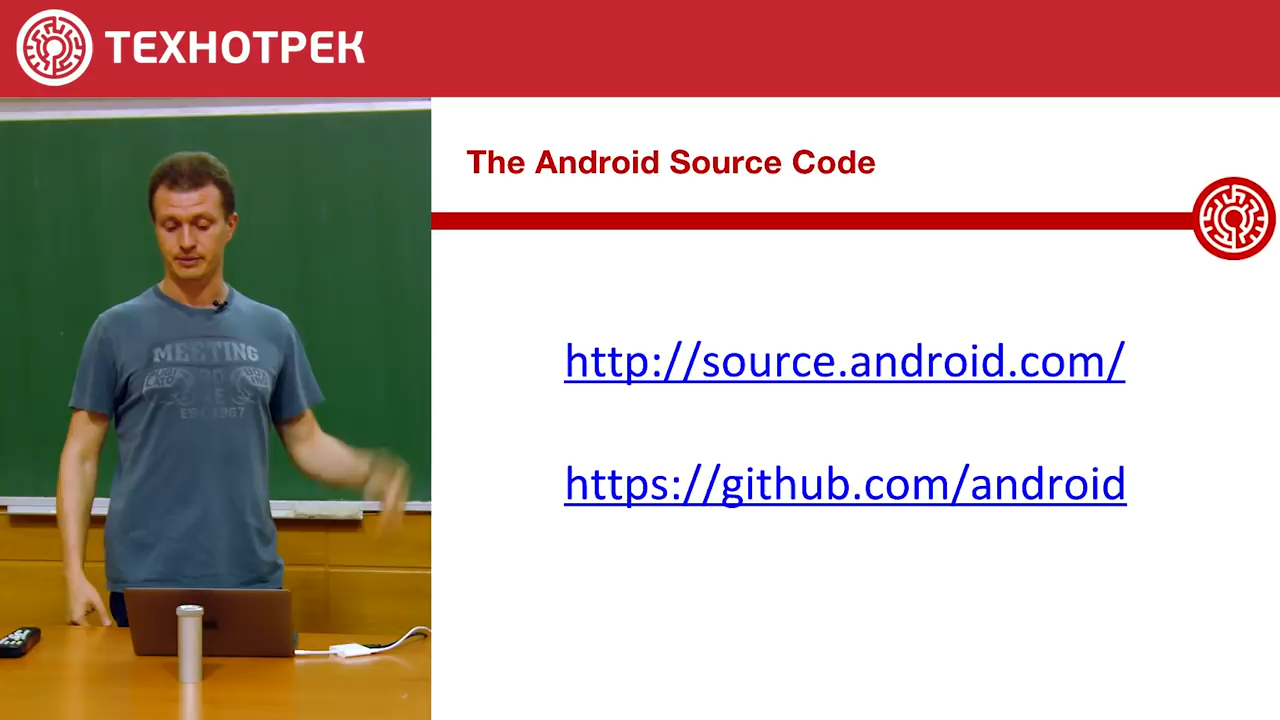 ТЕХНОТРЕК
The Android Source Code
http://source.android.com/
https://github.com/android
MEETING